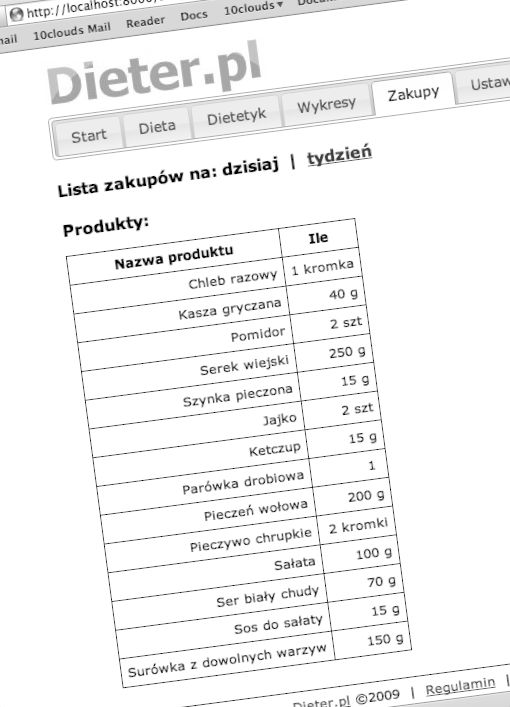 http://localhost:8000/
10clouds Mail Reader Docs 10clouds ▾
Dieter.pl
Start Dieta Dietetyk Wykresy Zakupy
Lista zakupów na: dzisiaj | tydzień
Produkty:
Nazwa produktu Ile
Chleb razowy 1 kromka
Kasza gryczana 40 g
Pomidor 2 szt
Serek wiejski 250 g
Szynka pieczona 15 g
Jajko 2 szt
Ketczup 15 g
Parówka drobiowa 1
Pieczeń wołowa 200 g
Pieczywo chrupkie 2 kromki
Sałata 100 g
Ser biały chudy 70 g
Sos do sałaty 15 g
Surówka z dowolnych warzyw 150 g
Dieter.pl ©2009 | Regulamin |